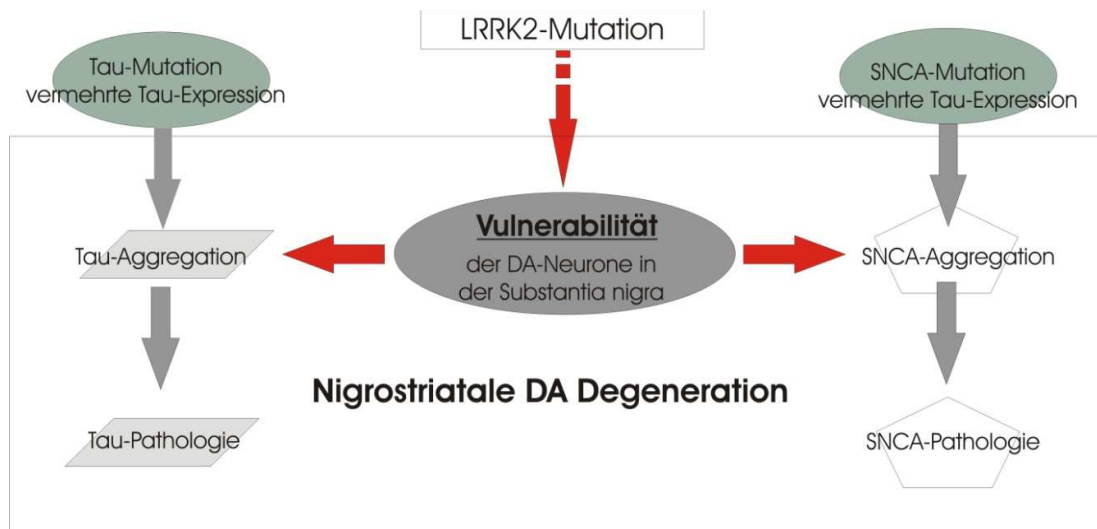 LRRK2-Mutation
Tau-Mutation
vermehrte Tau-Expression
SNCA-Mutation
vermehrte Tau-Expression
Vulnerabilität
der DA-Neurone in
der Substantia nigra
Tau-Aggregation
SNCA-Aggregation
Nigrostriatale DA Degeneration
Tau-Pathologie
SNCA-Pathologie